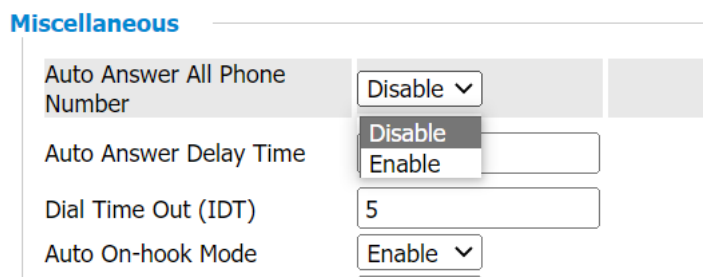 Miscellaneous
Auto Answer All Phone
Number
Disable
Disable
Enable
Auto Answer Delay Time
Dial Time Out (IDT)
5
Auto On-hook Mode
Enable